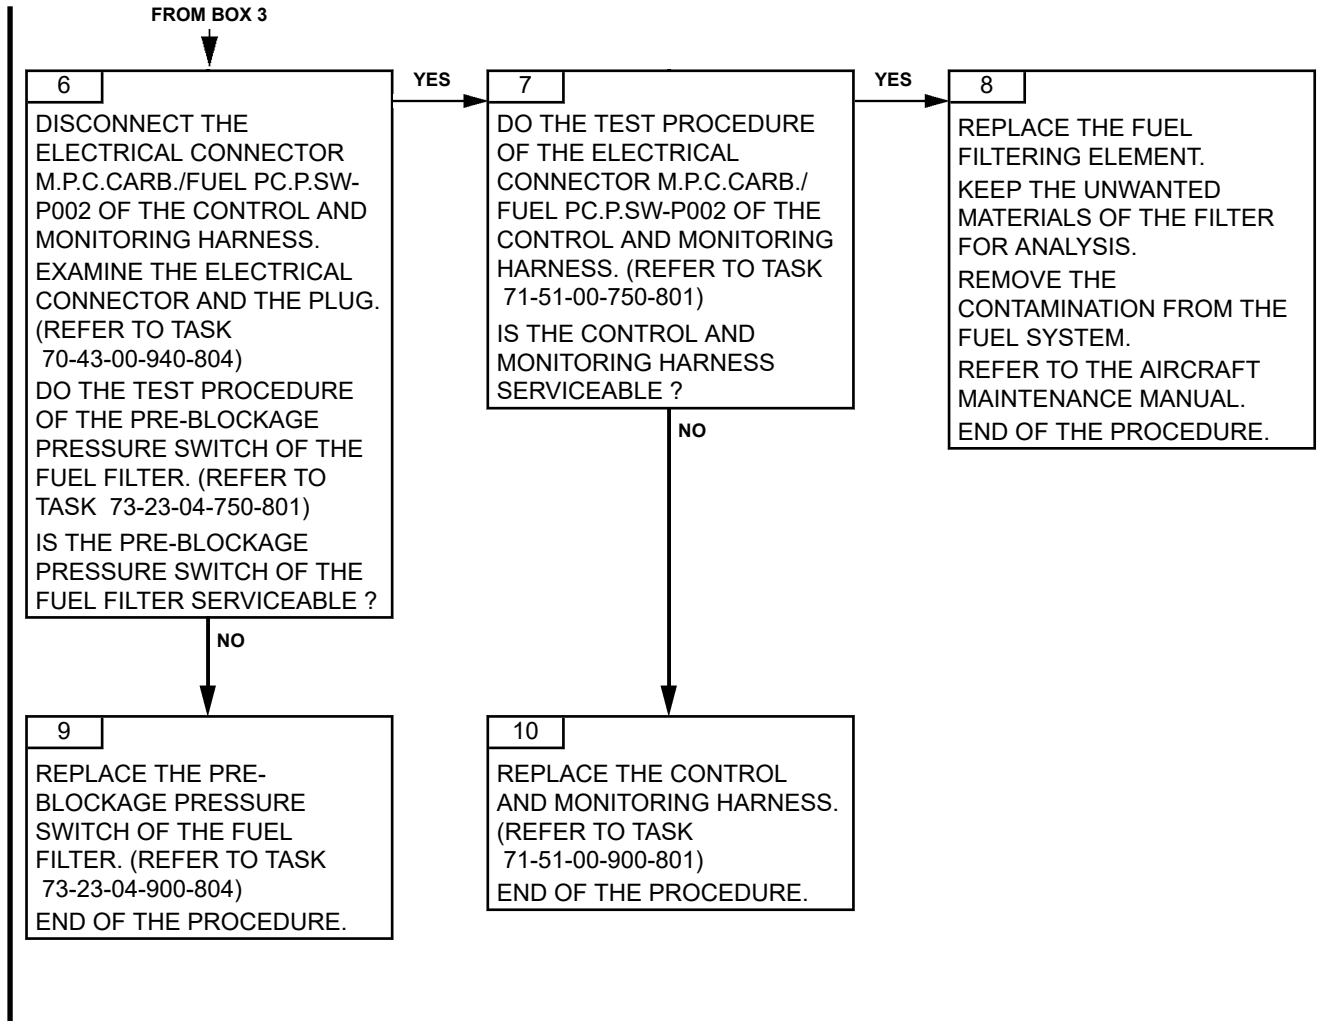 FROM BOX 3
6
DISCONNECT THE
ELECTRICAL CONNECTOR
M.P.C.CARB./FUEL PC.P.SW-
P002 OF THE CONTROL AND
MONITORING HARNESS.
EXAMINE THE ELECTRICAL
CONNECTOR AND THE PLUG.
(REFER TO TASK
70-43-00-940-804)
DO THE TEST PROCEDURE
OF THE PRE-BLOCKAGE
PRESSURE SWITCH OF THE
FUEL FILTER. (REFER TO
TASK 73-23-04-750-801)
IS THE PRE-BLOCKAGE
PRESSURE SWITCH OF THE
FUEL FILTER SERVICEABLE ?
YES
7
DO THE TEST PROCEDURE
OF THE ELECTRICAL
CONNECTOR M.P.C.CARB./
FUEL PC.P.SW-P002 OF THE
CONTROL AND MONITORING
HARNESS. (REFER TO TASK
71-51-00-750-801)
IS THE CONTROL AND
MONITORING HARNESS
SERVICEABLE ?
YES
8
REPLACE THE FUEL
FILTERING ELEMENT.
KEEP THE UNWANTED
MATERIALS OF THE FILTER
FOR ANALYSIS.
REMOVE THE
CONTAMINATION FROM THE
FUEL SYSTEM.
REFER TO THE AIRCRAFT
MAINTENANCE MANUAL.
END OF THE PROCEDURE.
NO
NO
9
REPLACE THE PRE-
BLOCKAGE PRESSURE
SWITCH OF THE FUEL
FILTER. (REFER TO TASK
73-23-04-900-804)
END OF THE PROCEDURE.
10
REPLACE THE CONTROL
AND MONITORING HARNESS.
(REFER TO TASK
71-51-00-900-801)
END OF THE PROCEDURE.